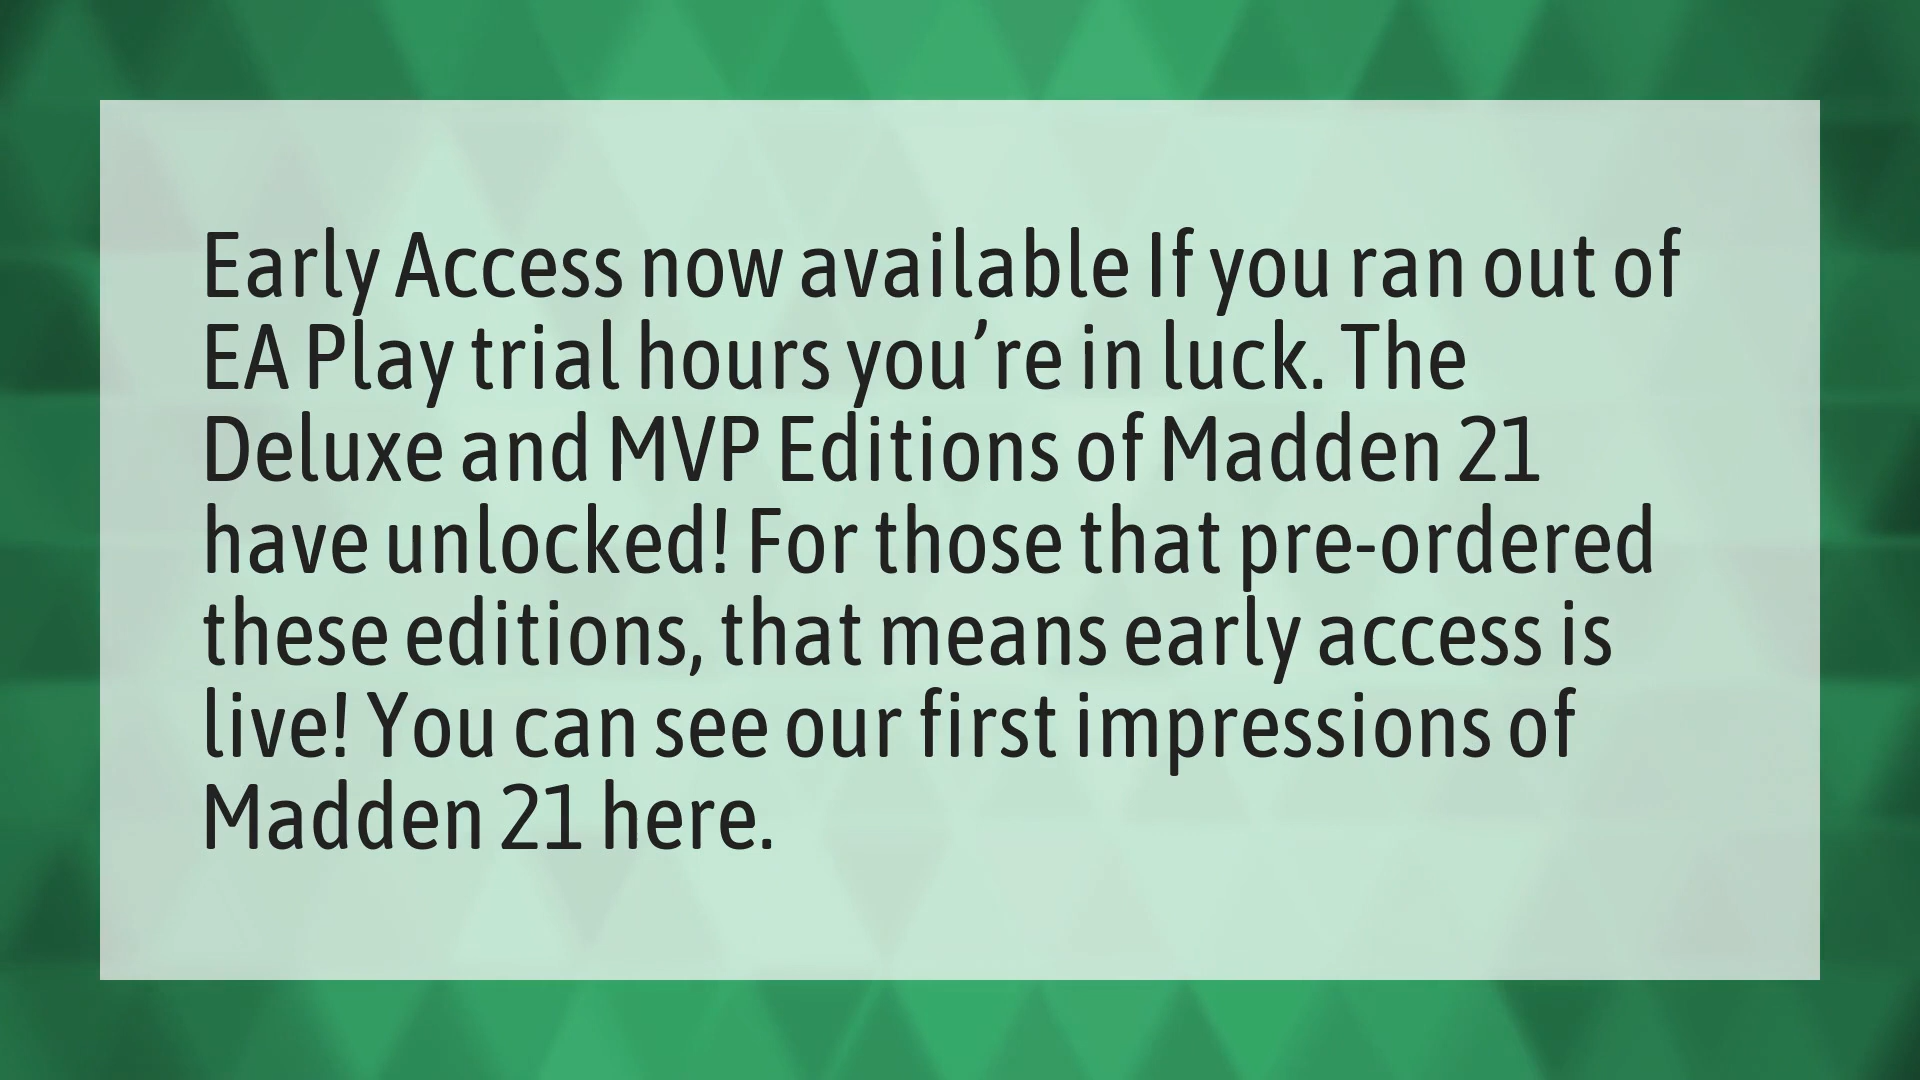 Early Access now available If you ran out of
EA Play trial hours you’re in luck. The
Deluxe and MVP Editions of Madden 21
have unlocked! For those that pre-ordered
these editions, that means early access is
live! You can see our first impressions of
Madden 21 here.